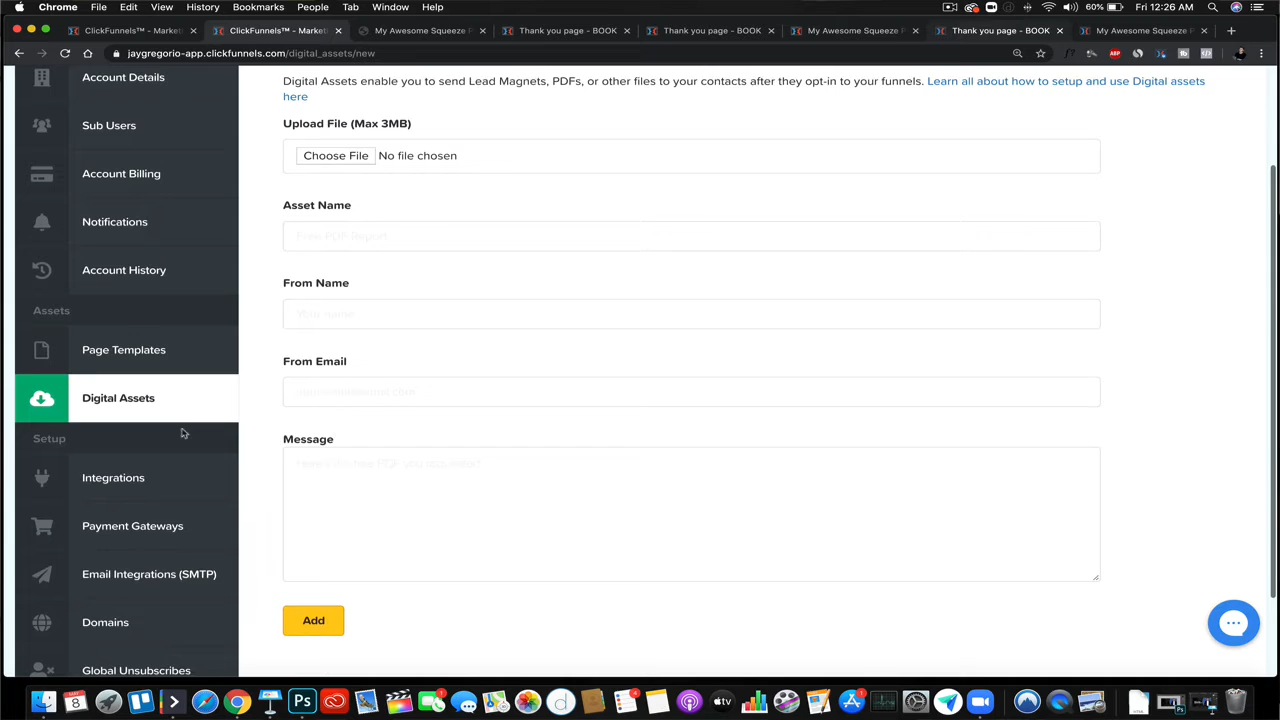 Chrome File Edit View History Bookmarks People Tab Window Help
60% Fri 12:26 AM
ClickFunnels™ - Market
ClickFunnels™ - Market
My Awesome Squeeze P
Thank you page - BOOK
Thank you page - BOOK
My Awesome Squeeze P
Thank you page - BOOK
My Awesome Squeeze P
jaygregorio-app.clickfunnels.com/digital_assets/new
Account Details
Sub Users
Account Billing
Notifications
Account History
Assets
Page Templates
Digital Assets
Setup
Integrations
Payment Gateways
Email Integrations (SMTP)
Domains
Global Unsubscribes
Digital Assets enable you to send Lead Magnets, PDFs, or other files to your contacts after they opt-in to your funnels. Learn all about how to setup and use Digital assets
here
Upload File (Max 3MB)
Choose File No file chosen
Asset Name
Free PDF Report
From Name
Your name
From Email
Message
Add